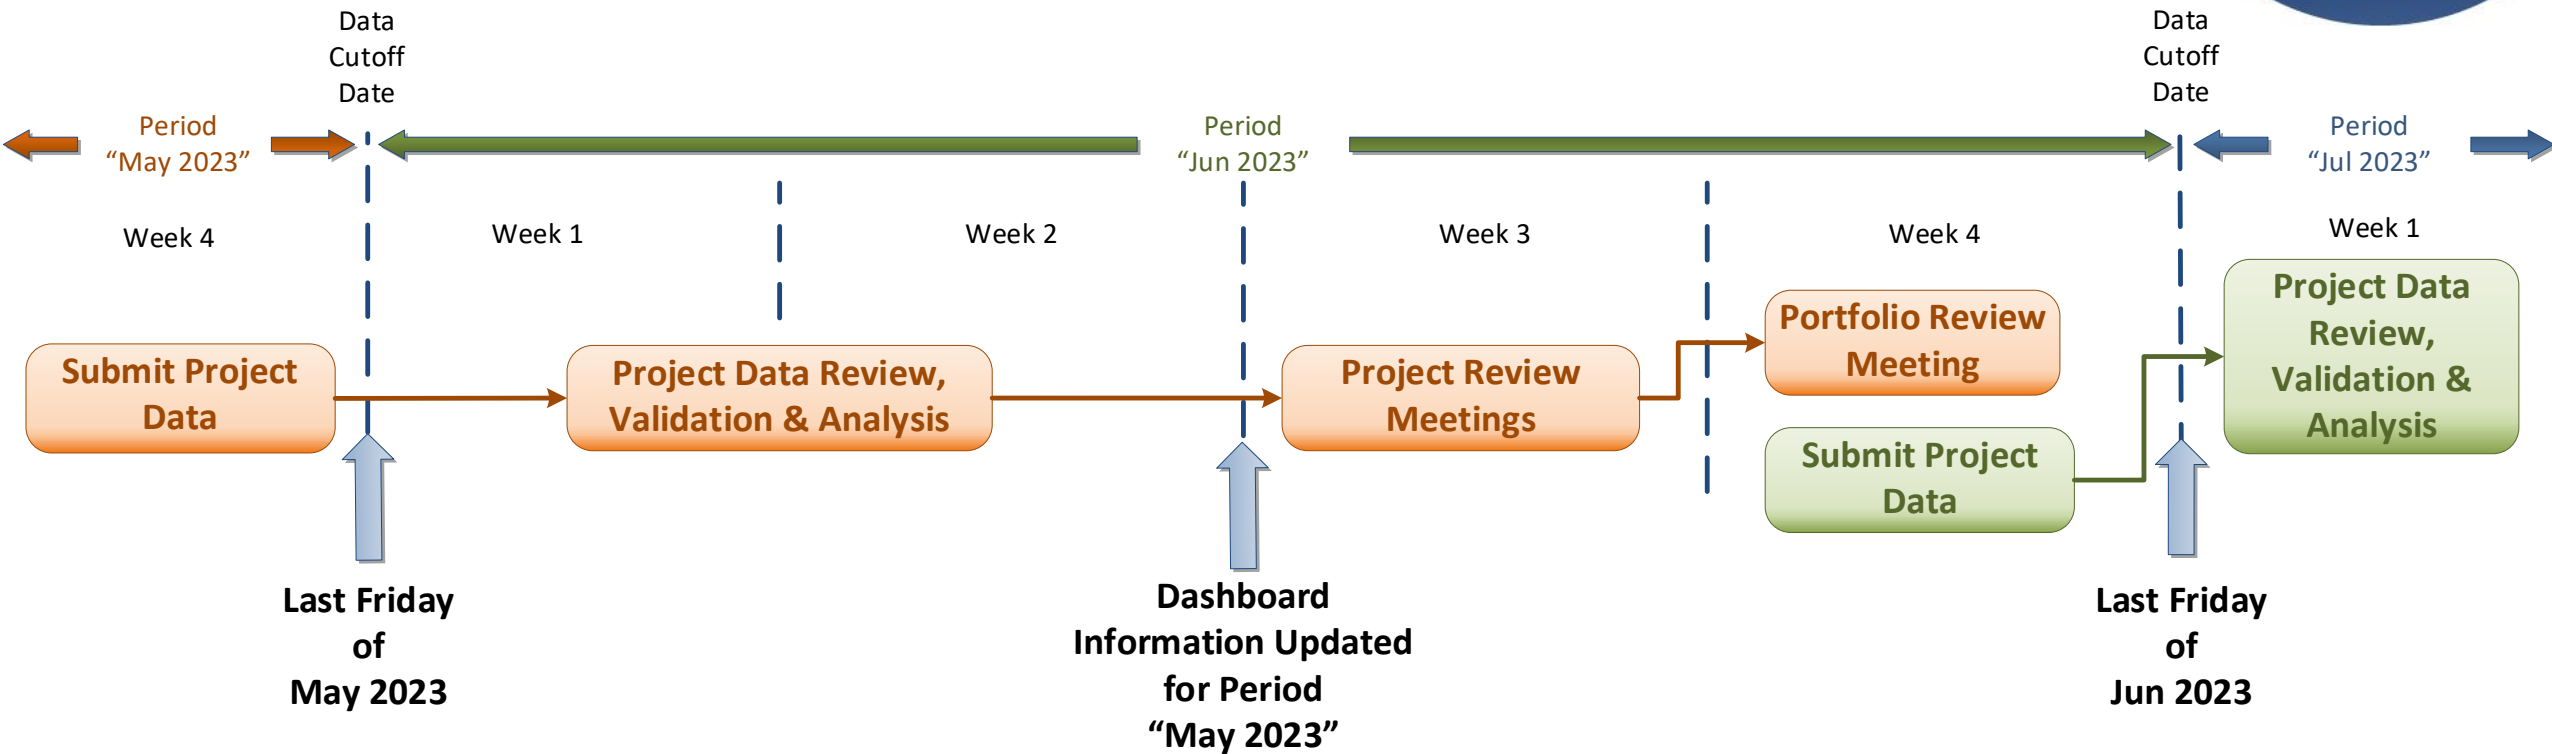 Data
Cutoff
Date
Data
Cutoff
Date
Period
“May 2023”
Period
“Jun 2023”
Period
“Jul 2023”
Week 4
Week 1
Week 2
Week 3
Week 4
Week 1
Submit Project
Data
Project Data Review,
Validation & Analysis
Project Review
Meetings
Portfolio Review
Meeting
Submit Project
Data
Project Data
Review,
Validation &
Analysis
Last Friday
of
May 2023
Dashboard
Information Updated
for Period
“May 2023”
Last Friday
of
Jun 2023